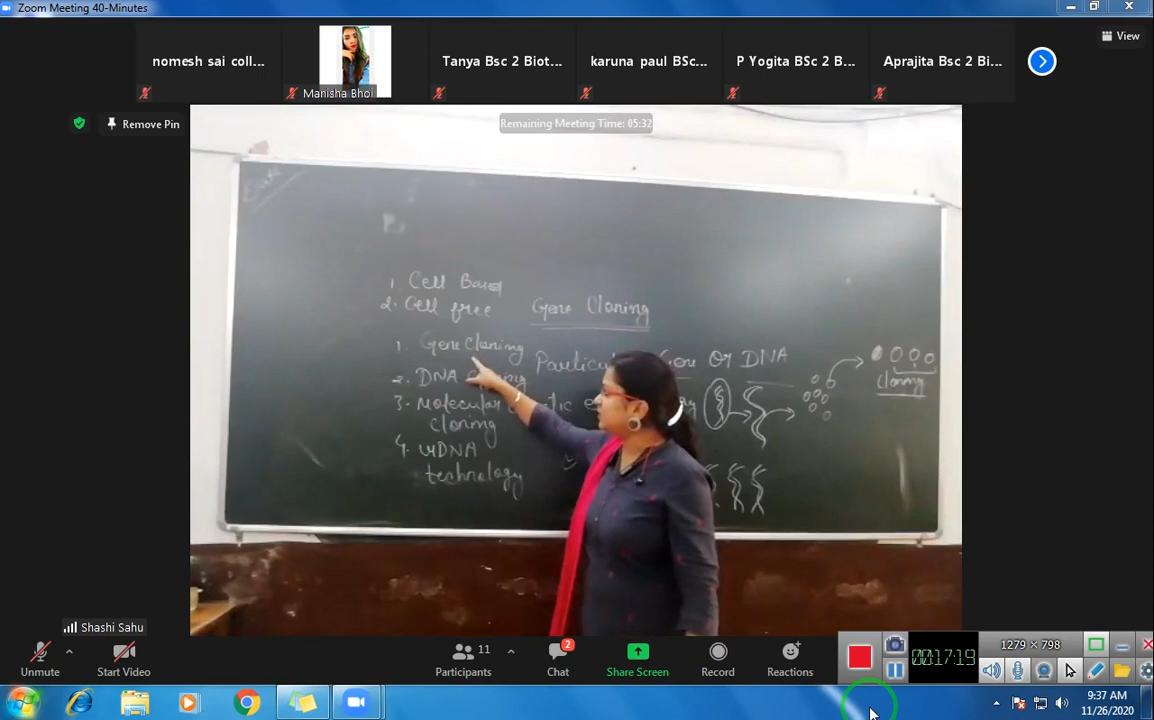 Zoom Meeting 40-Minutes
View
nomesh sai coll...
Manisha Bhoi
Tanya Bsc 2 Biot...
karuna paul BSc...
P Yogita BSc 2 B...
Aprajita Bsc 2 Bi...
Remove Pin
Remaining Meeting Time: 05:32
1. Cell Based
2. Cell free
Gene Cloning
1. Gene Cloning
2. DNA
3. Molecular
cloning
4. rDNA
technology
Gene Or DNA
Cloning
Shashi Sahu
Unmute
Start Video
Participants
11
Chat
2
Share Screen
Record
Reactions
00:17:19
1279 × 798
9:37 AM
11/26/2020